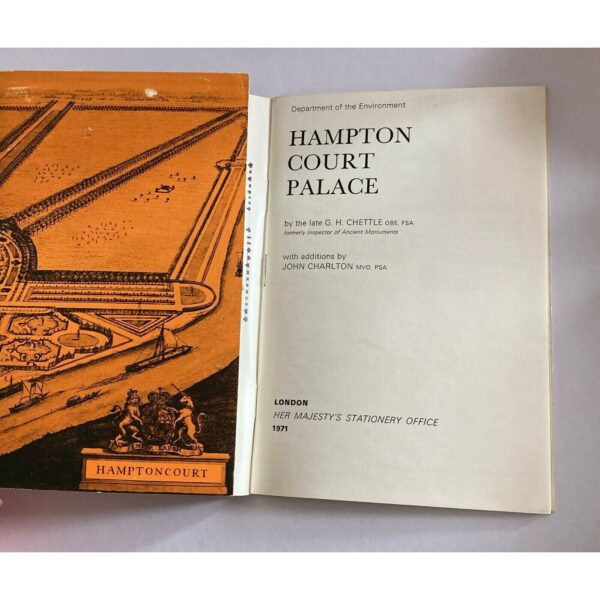 HAMPTONCOURT
Department of the Environment
HAMPTON
COURT
PALACE
by the late G. H. CHETTLE OBE, FSA
formerly Inspector of Ancient Monuments
with additions by
JOHN CHARLTON MVO, PSA
LONDON
HER MAJESTY'S STATIONERY OFFICE
1971